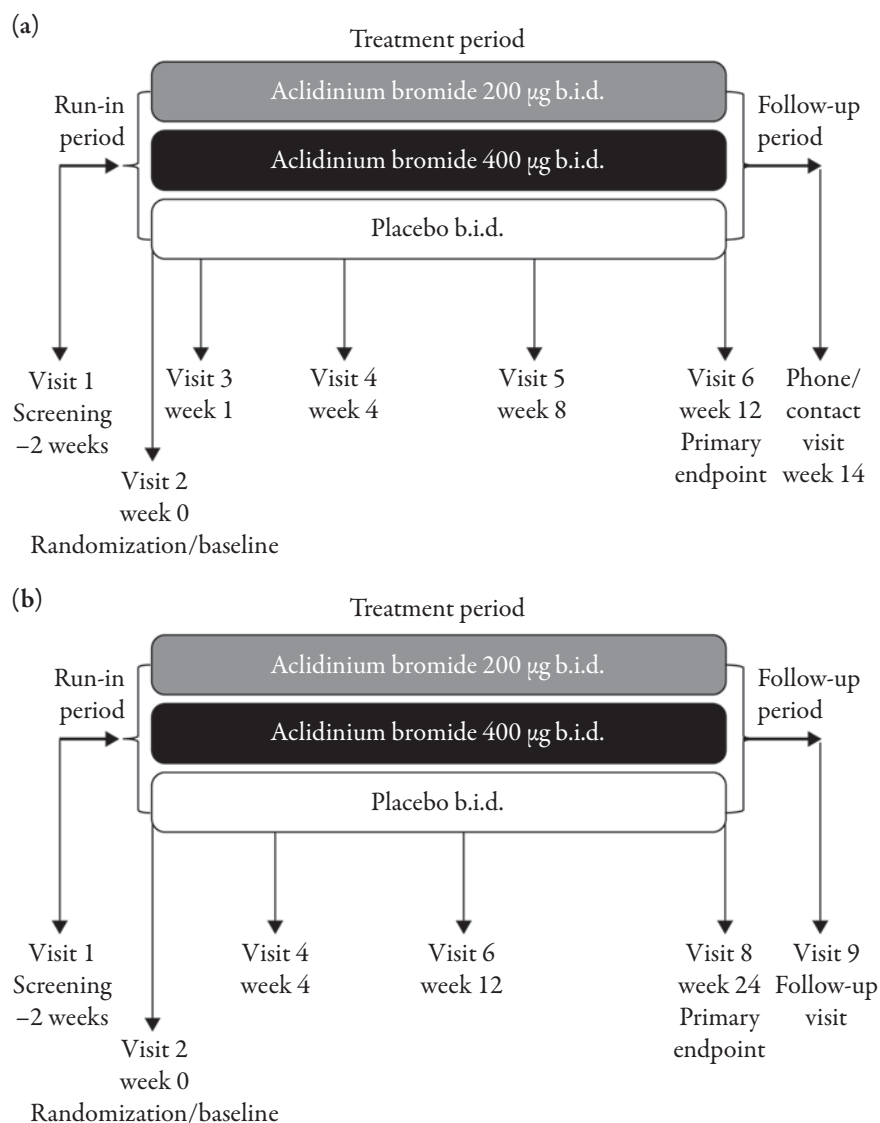 (a)
Treatment period
Aclidinium bromide 200 μg b.i.d.
Run-in
period
Follow-up
period
Aclidinium bromide 400 μg b.i.d.
Placebo b.i.d.
Visit 1
Screening
–2 weeks
Visit 2
week 0
Randomization/baseline
Visit 3
week 1
Visit 4
week 4
Visit 5
week 8
Visit 6
week 12
Primary
endpoint
Phone/
contact
visit
week 14
(b)
Treatment period
Aclidinium bromide 200 μg b.i.d.
Run-in
period
Follow-up
period
Aclidinium bromide 400 μg b.i.d.
Placebo b.i.d.
Visit 1
Screening
–2 weeks
Visit 2
week 0
Randomization/baseline
Visit 4
week 4
Visit 6
week 12
Visit 8
week 24
Primary
endpoint
Visit 9
Follow-up
visit